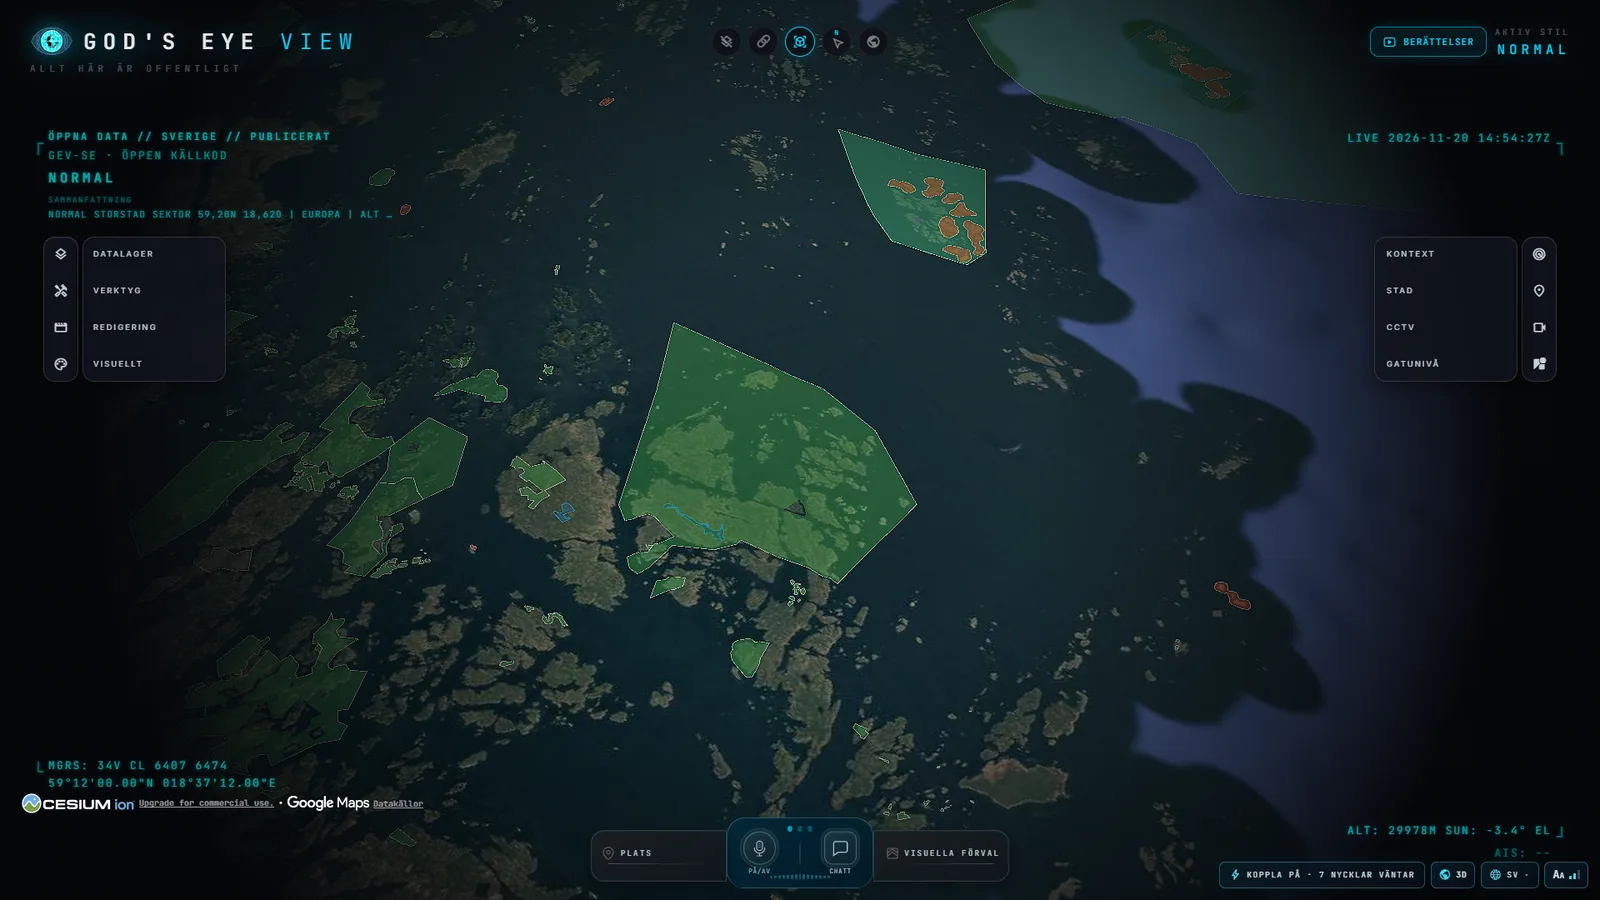 GOD'S EYE VIEW
ALLT HÄR ÄR ÖFFENTLIGT
BERÄTTELSER
AKTIV STIL
NORMAL
ÖPPNA DATA // SVERIGE // PUBLICERAT
GEV-SE · ÖPPEN KÄLLKOD
NORMAL
SAMMANFATTNING
NORMAL STORSTAD SEKTOR 59,20N 18,62O | EUROPA | ALT …
LIVE 2026-11-20 14:54:27Z
DATALAGER
VERKTYG
REDIGERING
VISUELLT
KONTEXT
STAD
CCTV
GATUNIVÅ
MGRS: 34V CL 6407 6474
59°12'00.00"N 018°37'12.00"E
CESIUM ion Upgrade for commercial use. · Google Maps Datakällor
PLATS
PÅ/AV
CHATT
VISUELLA FÖRVAL
ALT: 29978M SUN: -3.4° EL
AIS: --
KOPPLA PÅ · 7 NYCKLAR VÄNTAR
3D
SV ·
AA